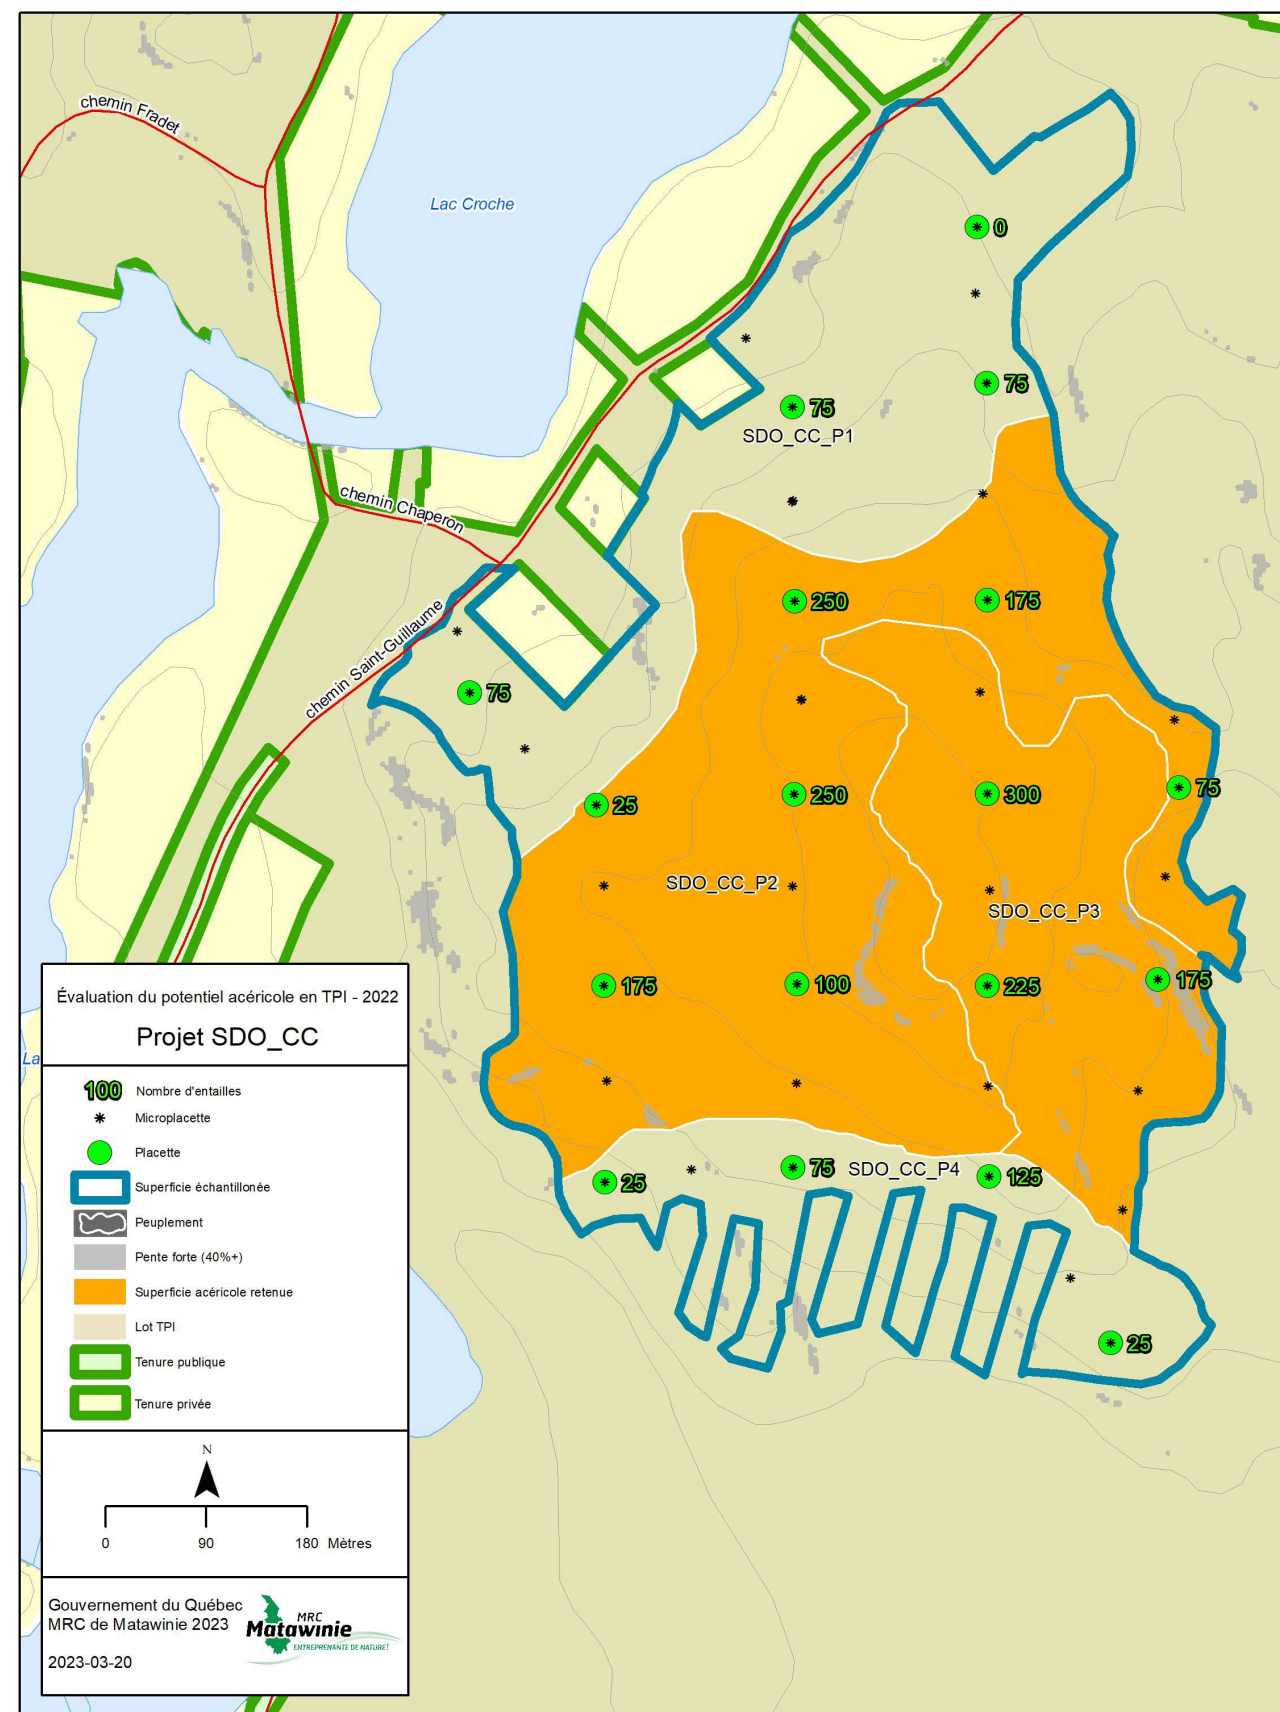 chemin Fradet
Lac Croche
0
75
75
SDO_CC_P1
chemin Chaperon
250
175
chemin Saint-Guillaume
75
25
250
300
75
SDO_CC_P2
SDO_CC_P3
175
100
225
175
La
25
75
SDO_CC_P4
125
25
Évaluation du potentiel acéricole en TPI - 2022
Projet SDO_CC
100 Nombre d'entailles
Microplacette
Placette
Superficie échantillonée
Peuplement
Pente forte (40%+)
Superficie acéricole retenue
Lot TPI
Tenure publique
Tenure privée
N
0 90 180 Mètres
Gouvernement du Québec
MRC de Matawinie 2023
2023-03-20
MRC
Matawinie
ENTREPRENANTE DE NATURE!